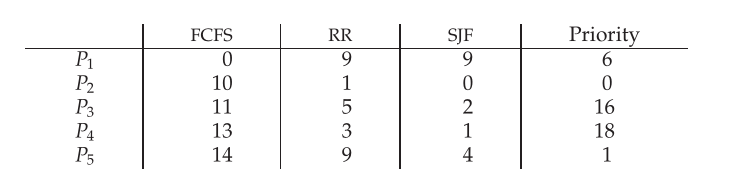 FCFS RR SJF Priority
P1 0 9 9 6
P2 10 1 0 0
P3 11 5 2 16
P4 13 3 1 18
P5 14 9 4 1